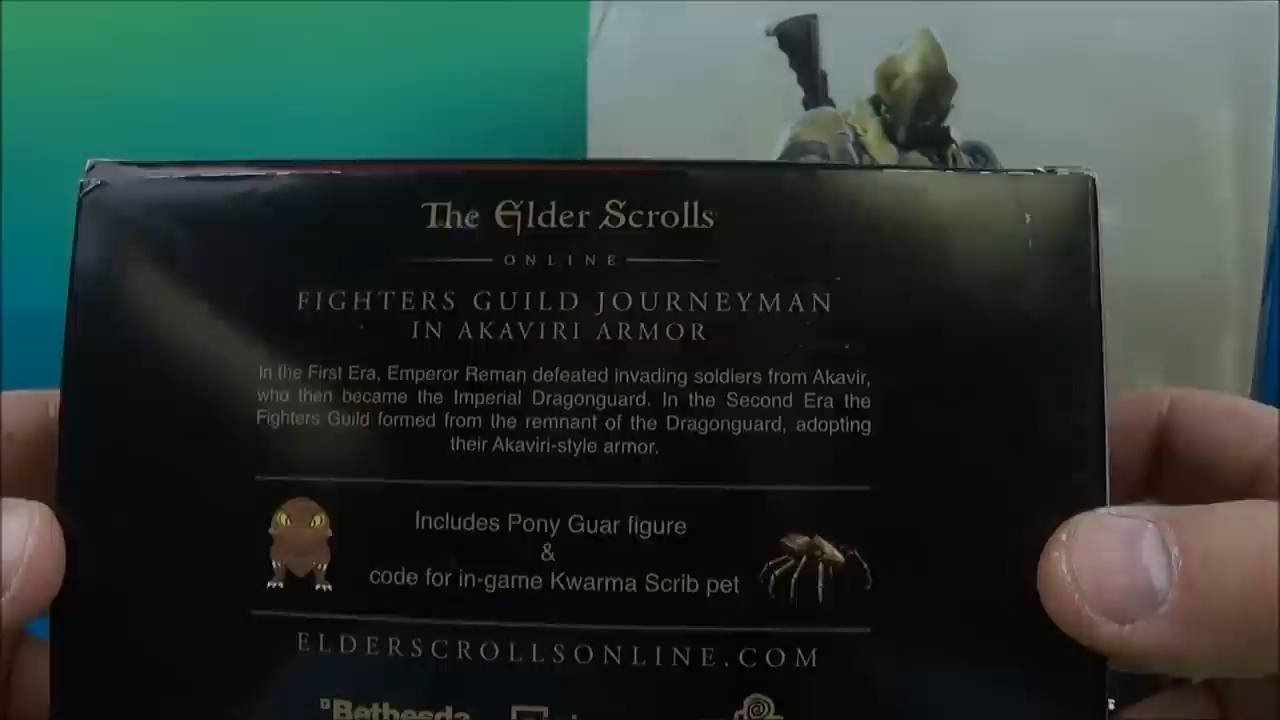 The Elder Scrolls
ONLINE
FIGHTERS GUILD JOURNEYMAN
IN AKAVIRI ARMOR
In the First Era, Emperor Reman defeated invading soldiers from Akavir,
who then became the Imperial Dragonguard. In the Second Era the
Fighters Guild formed from the remnant of the Dragonguard, adopting
their Akaviri-style armor.
Includes Pony Guar figure
&
code for in-game Kwarma Scrib pet
ELDERSCROLLSONLINE.COM
Bethesda